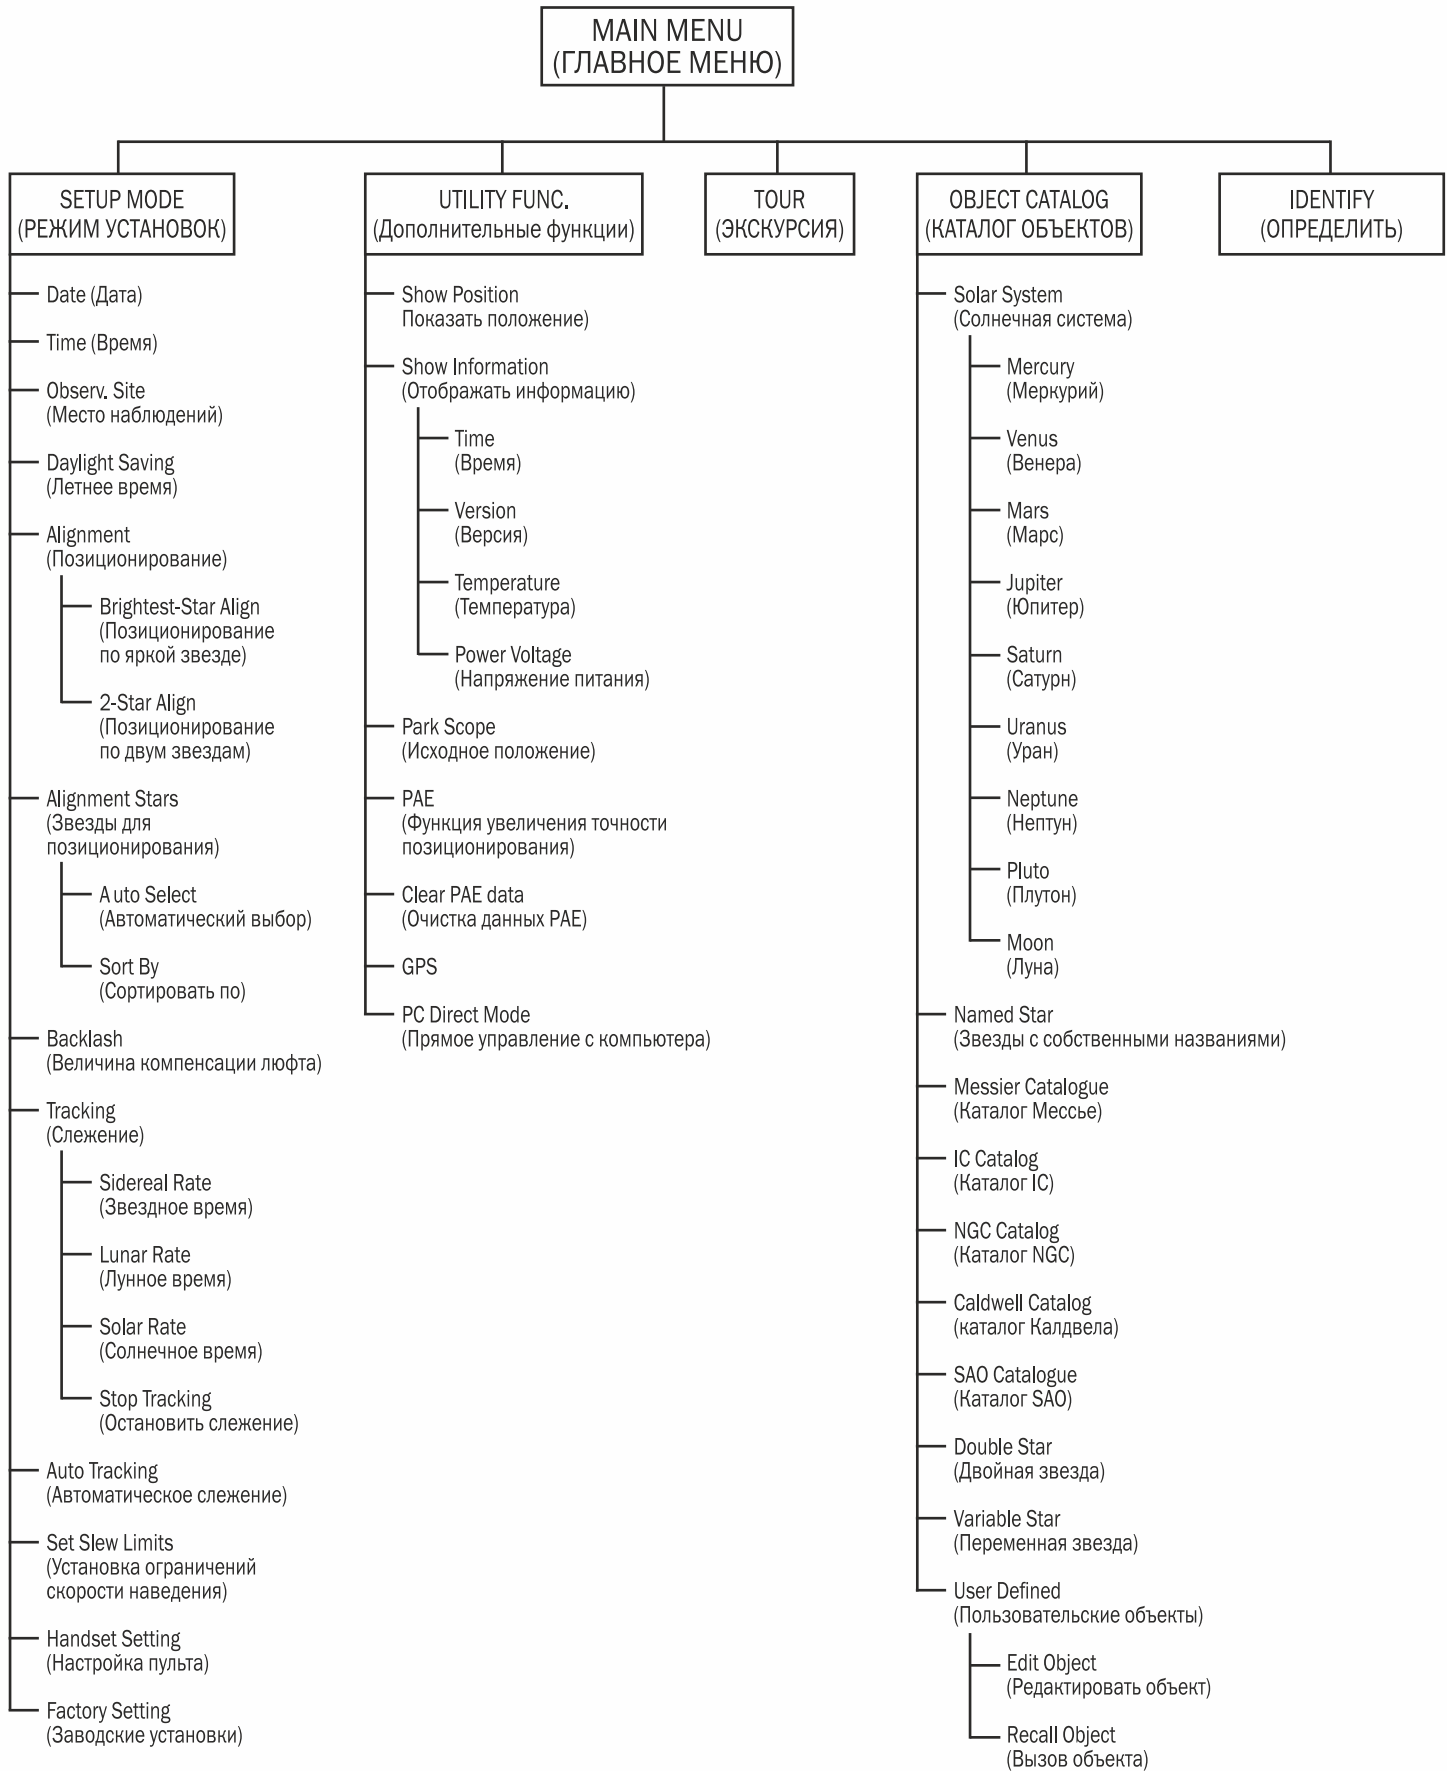 MAIN MENU
(ГЛАВНОЕ МЕНЮ)
SETUP MODE
(РЕЖИМ УСТАНОВОК)
Date (Дата)
Time (Время)
Observ. Site
(Место наблюдений)
Daylight Saving
(Летнее время)
Alignment
(Позиционирование)
Brightest-Star Align
(Позиционирование
по яркой звезде)
2-Star Align
(Позиционирование
по двум звездам)
Alignment Stars
(Звезды для
позиционирования)
Auto Select
(Автоматический выбор)
Sort By
(Сортировать по)
Backlash
(Величина компенсации люфта)
Tracking
(Слежение)
Sidereal Rate
(Звездное время)
Lunar Rate
(Лунное время)
Solar Rate
(Солнечное время)
Stop Tracking
(Остановить слежение)
Auto Tracking
(Автоматическое слежение)
Set Slew Limits
(Установка ограничений
скорости наведения)
Handset Setting
(Настройка пульта)
Factory Setting
(Заводские установки)
UTILITY FUNC.
(Дополнительные функции)
Show Position
Показать положение)
Show Information
(Отображать информацию)
Time
(Время)
Version
(Версия)
Temperature
(Температура)
Power Voltage
(Напряжение питания)
Park Scope
(Исходное положение)
PAE
(Функция увеличения точности
позиционирования)
Clear PAE data
(Очистка данных PAE)
GPS
PC Direct Mode
(Прямое управление с компьютера)
TOUR
(ЭКСКУРСИЯ)
OBJECT CATALOG
(КАТАЛОГ ОБЪЕКТОВ)
Solar System
(Солнечная система)
Mercury
(Меркурий)
Venus
(Венера)
Mars
(Марс)
Jupiter
(Юпитер)
Saturn
(Сатурн)
Uranus
(Уран)
Neptune
(Нептун)
Pluto
(Плутон)
Moon
(Луна)
Named Star
(Звезды с собственными названиями)
Messier Catalogue
(Каталог Мессье)
IC Catalog
(Каталог IC)
NGC Catalog
(Каталог NGC)
Caldwell Catalog
(каталог Калдвела)
SAO Catalogue
(Каталог SAO)
Double Star
(Двойная звезда)
Variable Star
(Переменная звезда)
User Defined
(Пользовательские объекты)
Edit Object
(Редактировать объект)
Recall Object
(Вызов объекта)
IDENTIFY
(ОПРЕДЕЛИТЬ)